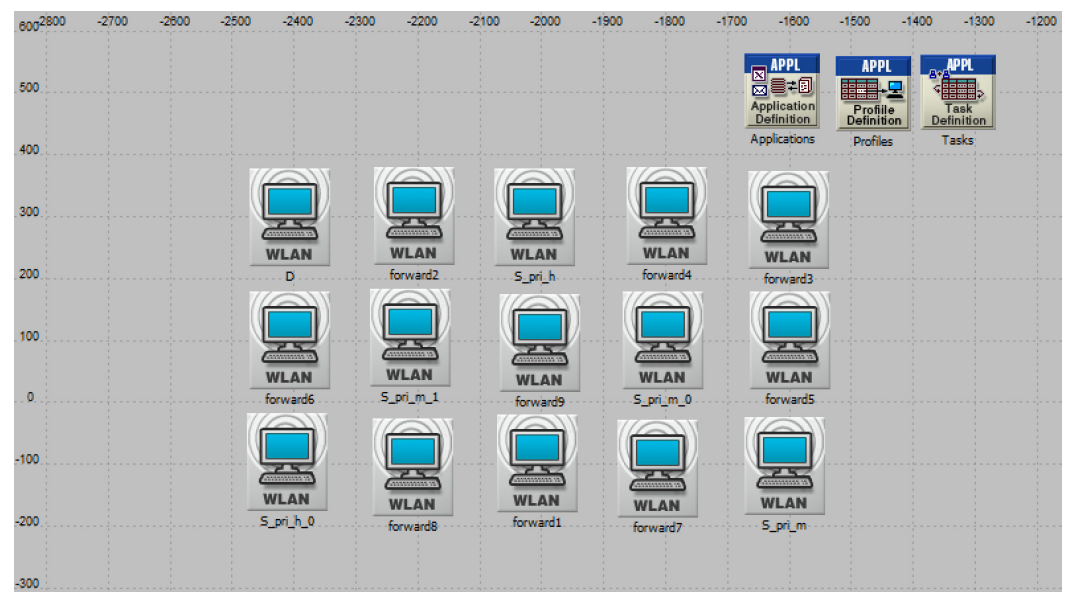 -2800 -2700 -2600 -2500 -2400 -2300 -2200 -2100 -2000 -1900 -1800 -1700 -1600 -1500 -1400 -1300 -1200
600
500
400
300
200
100
0
-100
-200
-300
APPL APPL APPL
Application Definition
Profiile Definition
Task Definition
Applications Profiles Tasks
WLAN WLAN WLAN WLAN WLAN
D forward2 S_pri_h forward4 forward3
WLAN WLAN WLAN WLAN WLAN
forward6 S_pri_m_1 forward9 S_pri_m_0 forward5
WLAN WLAN WLAN WLAN WLAN
S_pri_h_0 forward8 forward1 forward7 S_pri_m